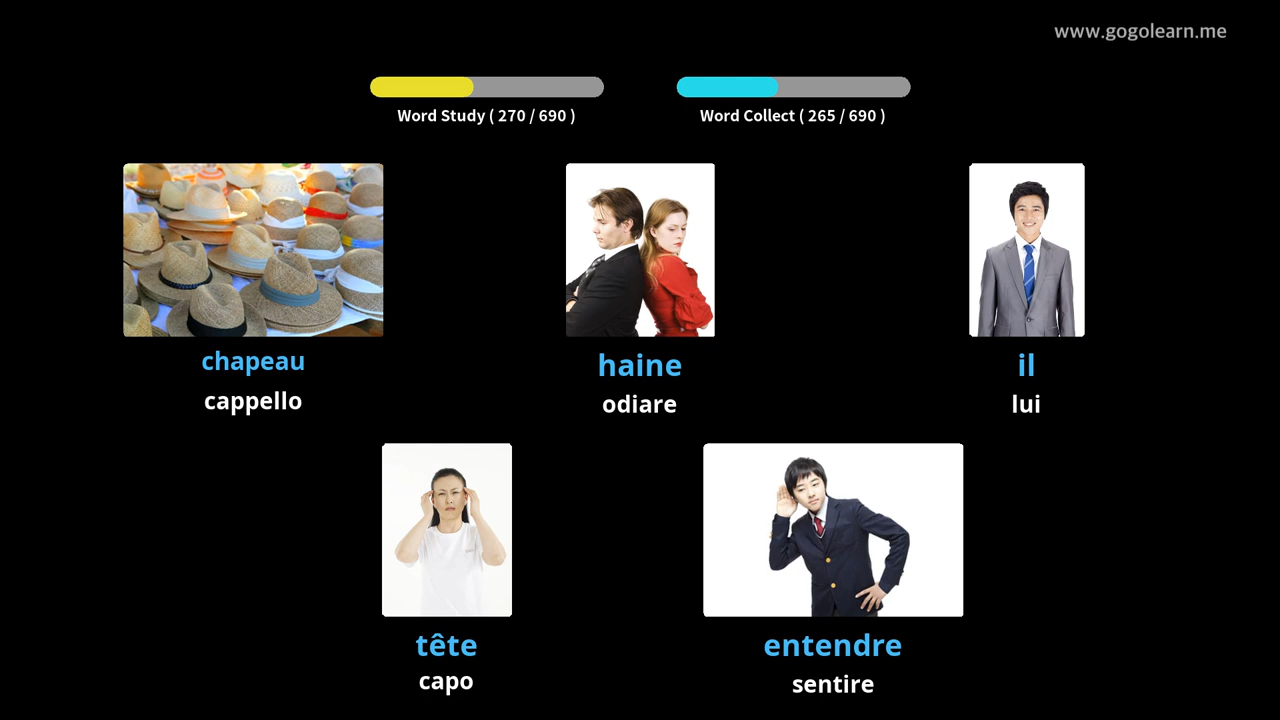 www.gogolearn.me
Word Study ( 270 / 690 )
Word Collect ( 265 / 690 )
chapeau
cappello
haine
odiare
il
lui
tête
capo
entendre
sentire